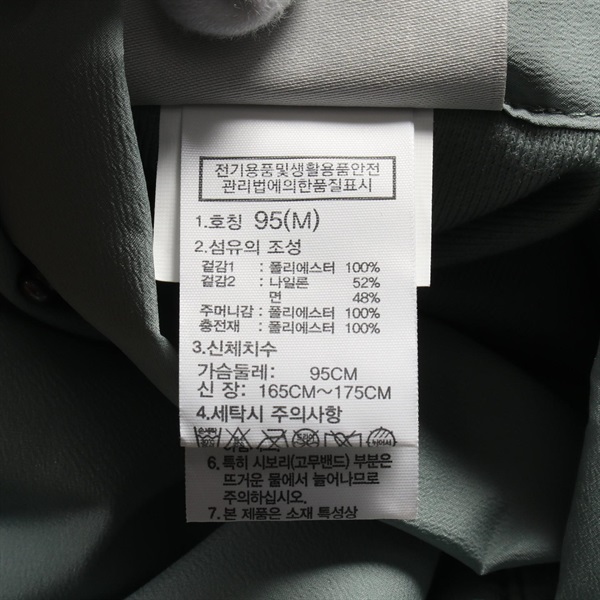 전기용품및생활용품안전
관리법에의한품질표시
1.호칭 95(M)
2.섬유의 조성
겉감1 : 폴리에스터 100%
겉감2 : 나일론 52%
면 48%
주머니감 : 폴리에스터 100%
충전재 : 폴리에스터 100%
3.신체치수
가슴둘레: 95CM
신 장: 165CM~175CM
4.세탁시 주의사항
6. 특히 시보리(고무밴드) 부분은
뜨거운 물에서 늘어나므로
주의하십시오.
7. 본 제품은 소재 특성상